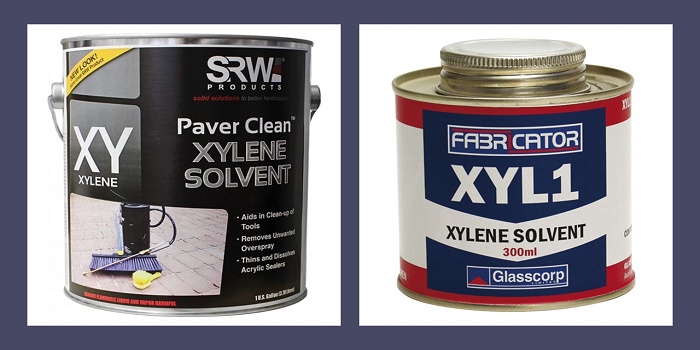 NEW LOOK!
SRW
PRODUCTS
solid solutions to better hardscapes
Paver Clean™
XYLENE
SOLVENT
XY
XYLENE
• Aids in Clean-up of
Tools
• Removes Unwanted
Overspray
• Thins and Dissolves
Acrylic Sealers
1 U.S. Gallon
FABRICATOR
XYL1
XYLENE SOLVENT
300ml
Glasscorp
LIMITED